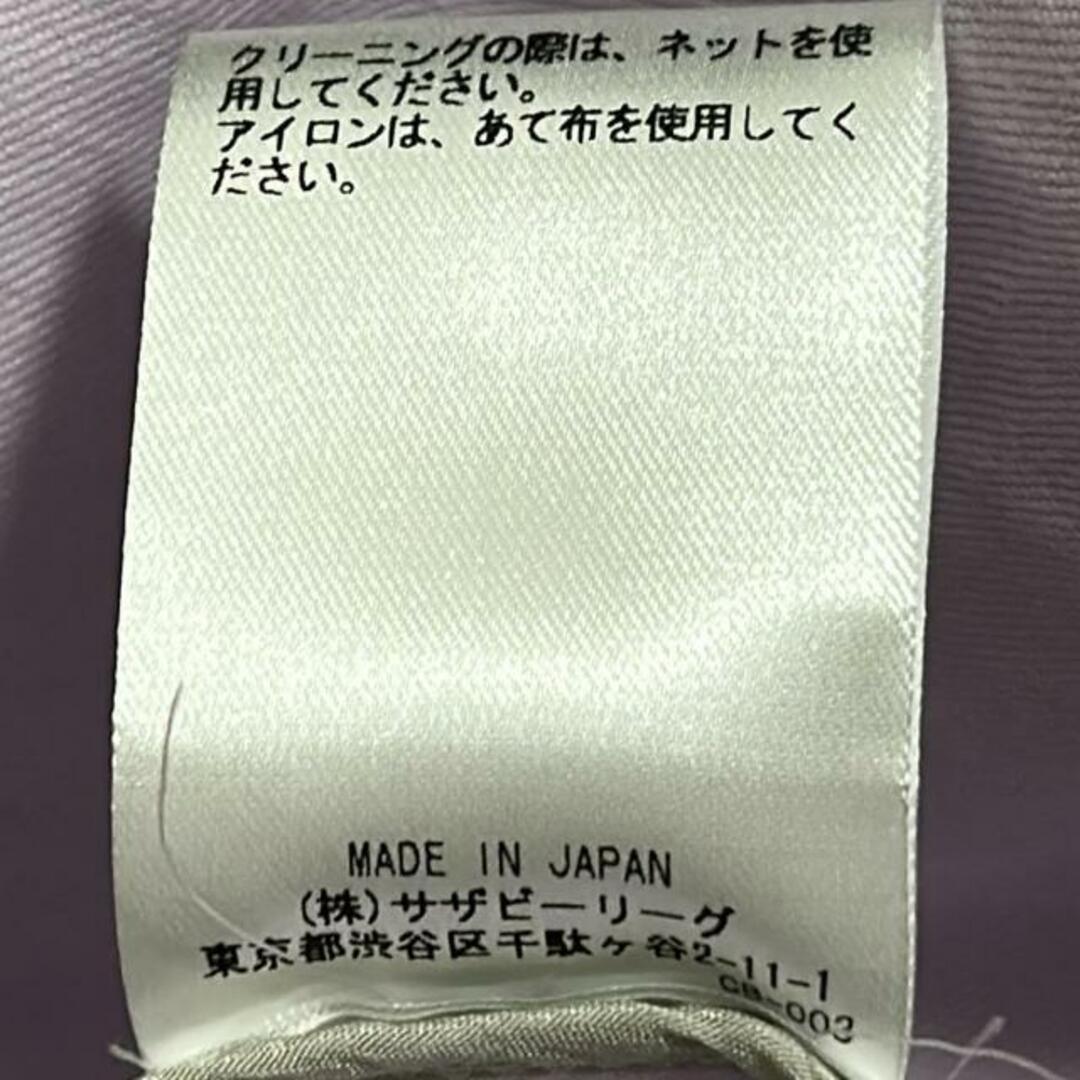 クリーニングの際は、ネットを使
用してください。
アイロンは、あて布を使用してく
ださい。
MADE IN JAPAN
(株)サザビーリーグ
東京都渋谷区千駄ヶ谷2-11-1
CB-003